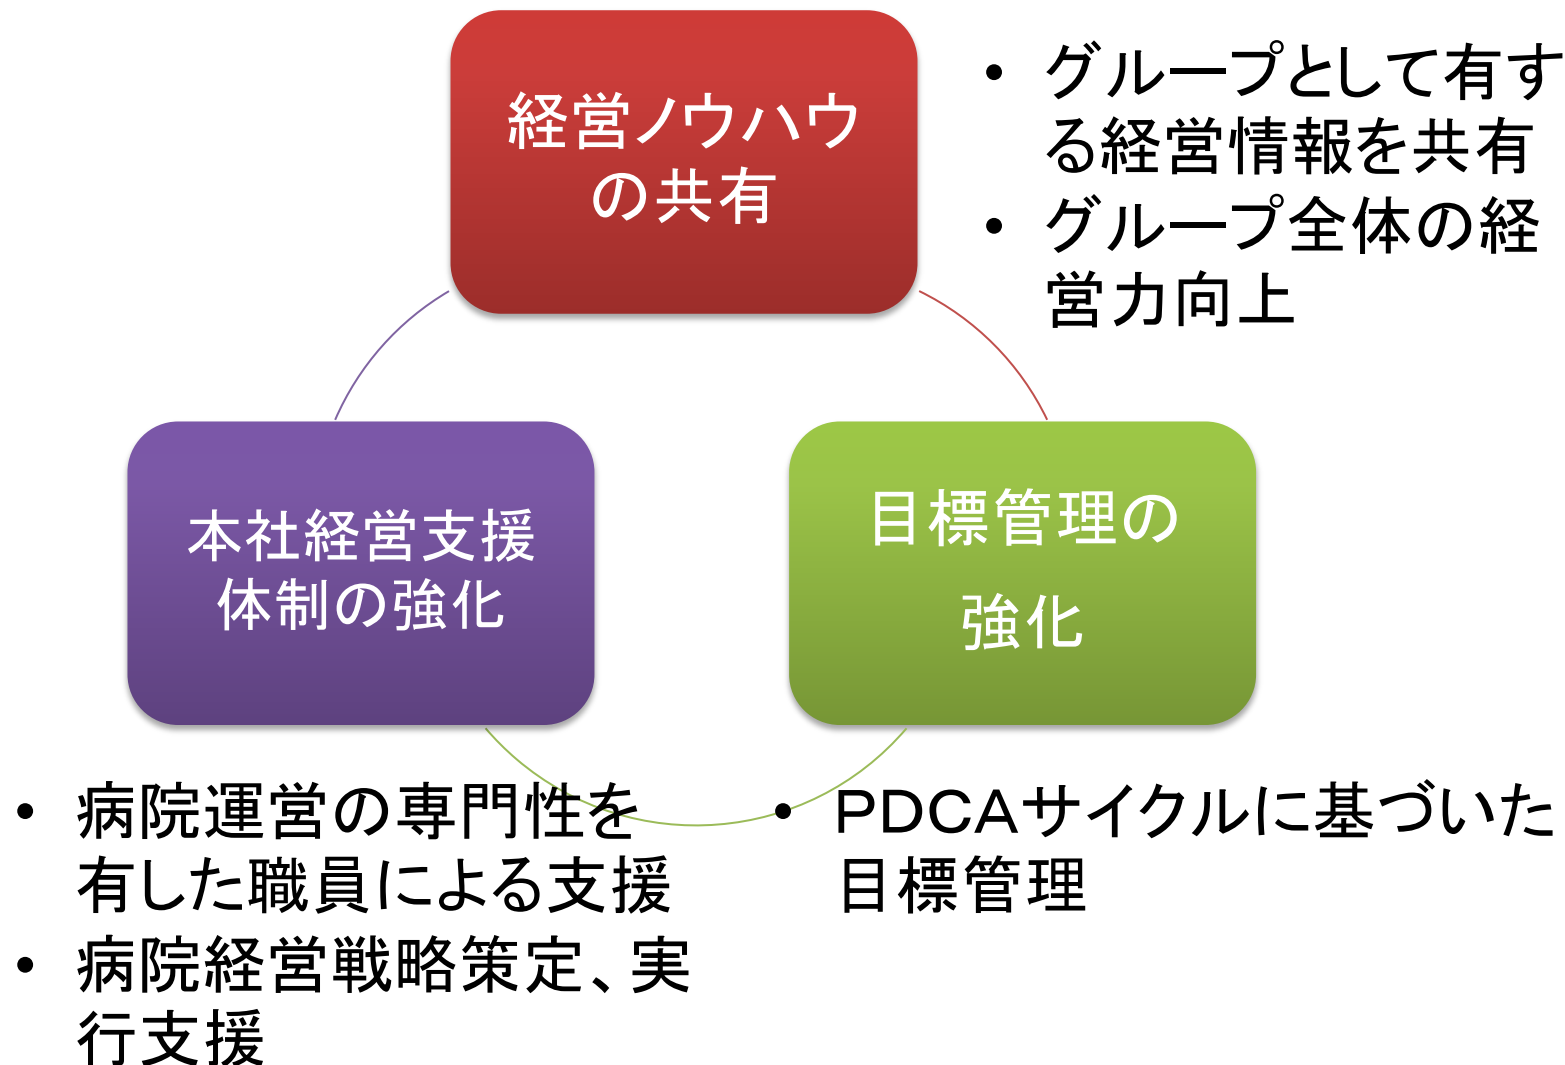 経営ノウハウ
の共有
• グループとして有す
る経営情報を共有
• グループ全体の経
営力向上
本社経営支援
体制の強化
目標管理の
強化
• 病院運営の専門性を
有した職員による支援
• 病院経営戦略策定、実
行支援
• PDCAサイクルに基づいた
目標管理